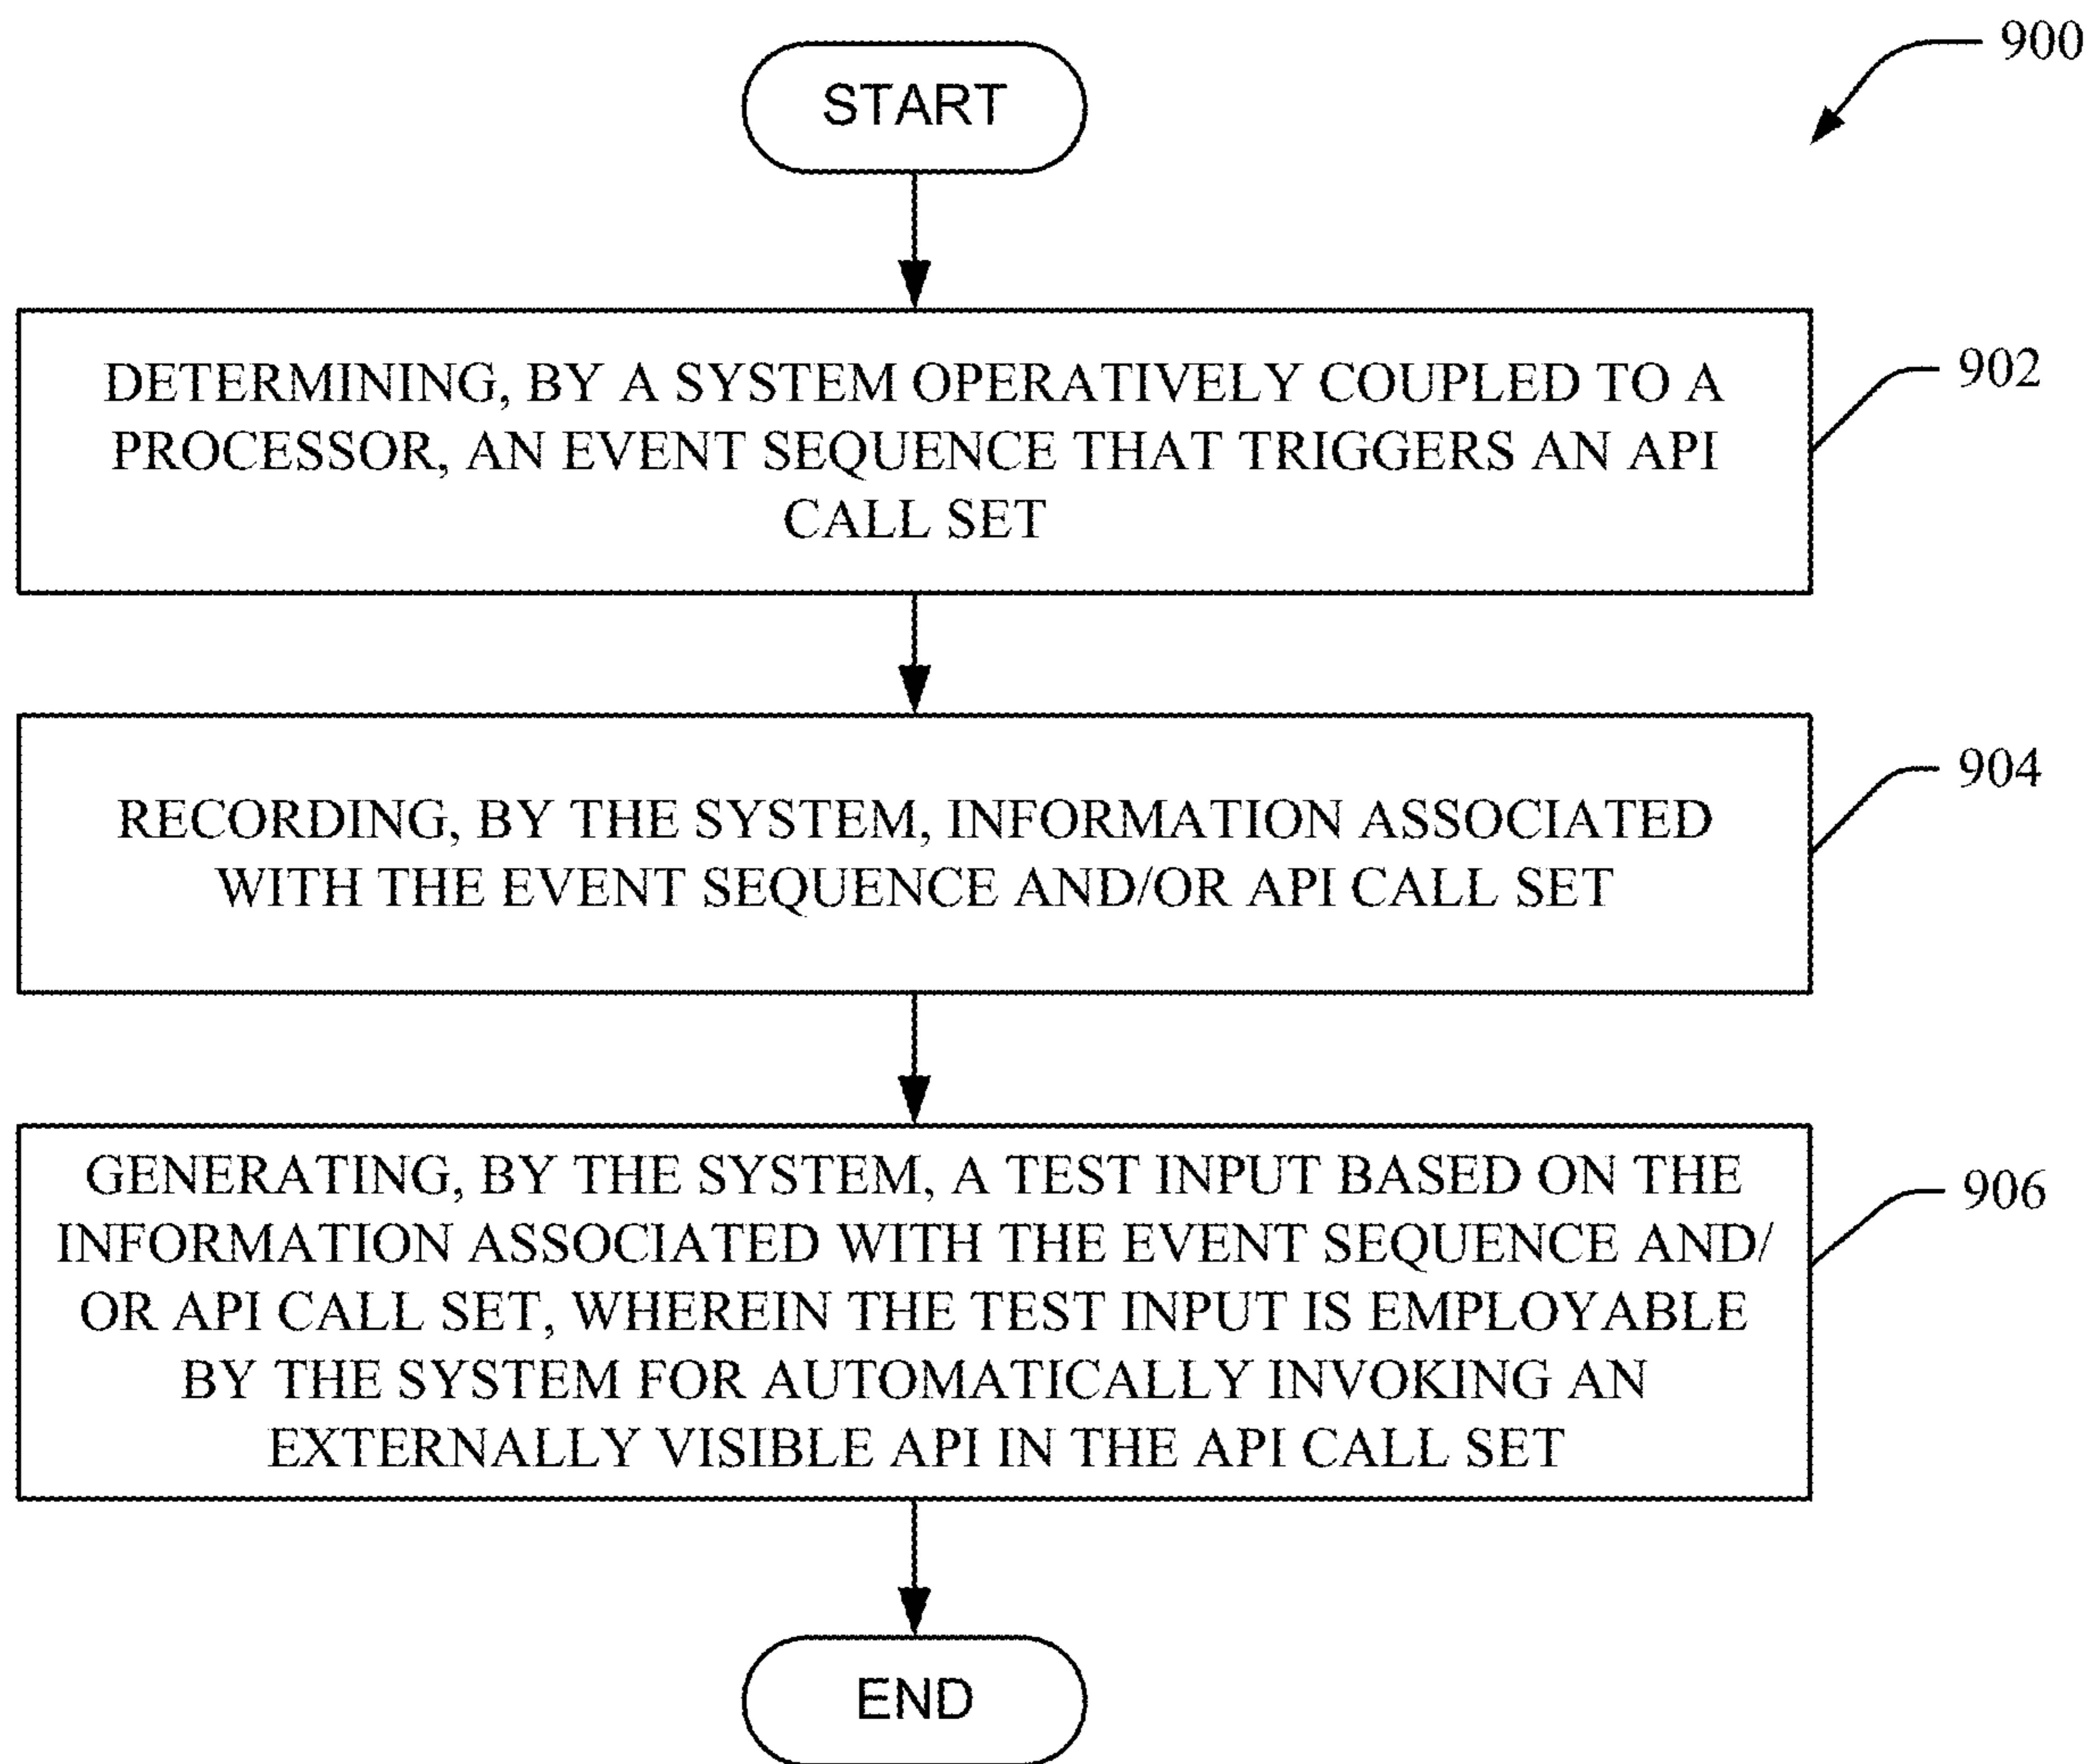 900
START
DETERMINING, BY A SYSTEM OPERATIVELY COUPLED TO A
PROCESSOR, AN EVENT SEQUENCE THAT TRIGGERS AN API
CALL SET
902
RECORDING, BY THE SYSTEM, INFORMATION ASSOCIATED
WITH THE EVENT SEQUENCE AND/OR API CALL SET
904
GENERATING, BY THE SYSTEM, A TEST INPUT BASED ON THE
INFORMATION ASSOCIATED WITH THE EVENT SEQUENCE AND/
OR API CALL SET, WHEREIN THE TEST INPUT IS EMPLOYABLE
BY THE SYSTEM FOR AUTOMATICALLY INVOKING AN
EXTERNALLY VISIBLE API IN THE API CALL SET
906
END